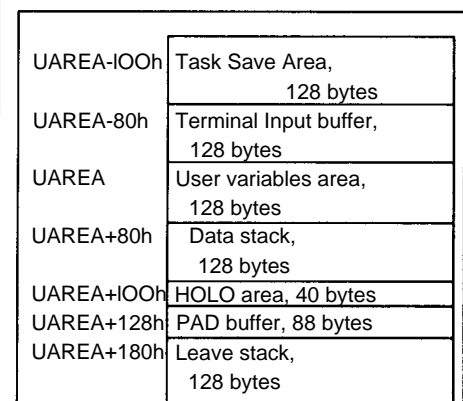 UAREA-lOOh Task Save Area,
128 bytes
UAREA-80h Terminal Input buffer,
128 bytes
UAREA User variables area,
128 bytes
UAREA+80h Data stack,
128 bytes
UAREA+lOOh HOLO area, 40 bytes
UAREA+128h PAD buffer, 88 bytes
UAREA+180h Leave stack,
128 bytes